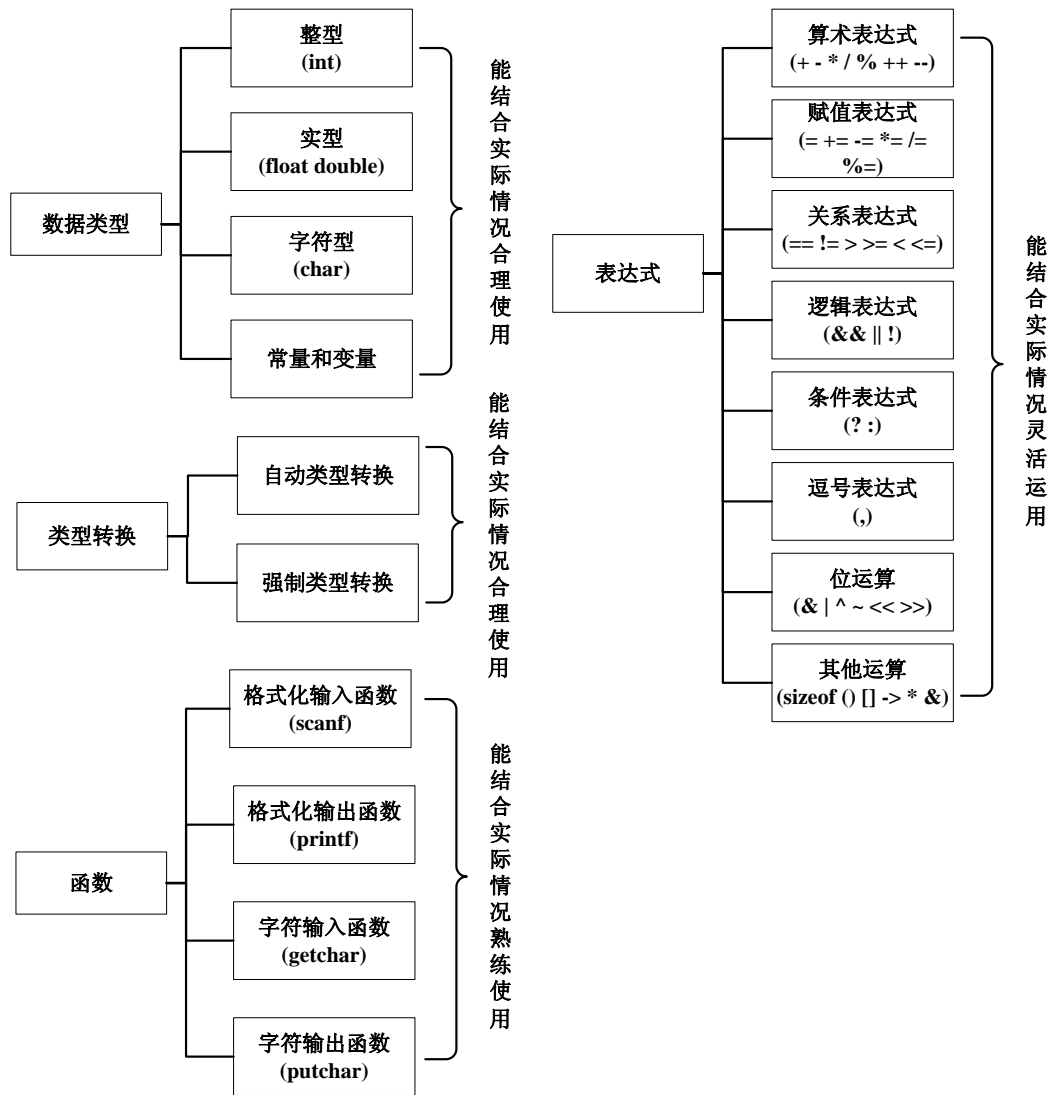 数据类型
整型
(int)
实型
(float double)
字符型
(char)
常量和变量
能结合实际情况合理使用
类型转换
自动类型转换
强制类型转换
能结合实际情况合理使用
函数
格式化输入函数
(scanf)
格式化输出函数
(printf)
字符输入函数
(getchar)
字符输出函数
(putchar)
能结合实际情况熟练使用
表达式
算术表达式
(+ - * / % ++ --)
赋值表达式
(= += -= *= /=
%=)
关系表达式
(== != > >= < <=)
逻辑表达式
(&& || !)
条件表达式
(? :)
逗号表达式
(,)
位运算
(& | ^ ~ << >>)
其他运算
(sizeof () [] -> * &)
能结合实际情况灵活运用